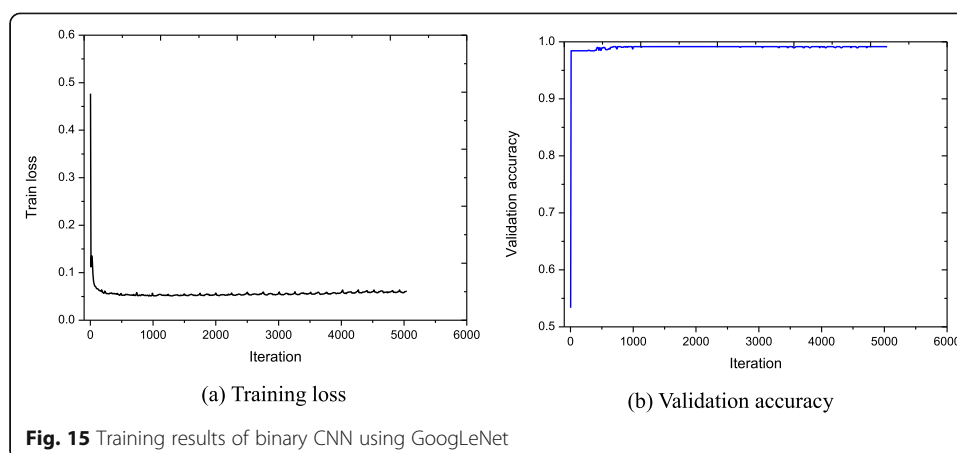 0.6
0.5
0.4
0.3
0.2
0.1
0.0
Train loss
0 1000 2000 3000 4000 5000 6000
Iteration
(a) Training loss
1.0
0.9
0.8
0.7
0.6
0.5
Validation accuracy
0 1000 2000 3000 4000 5000 6000
Iteration
(b) Validation accuracy
Fig. 15 Training results of binary CNN using GoogLeNet